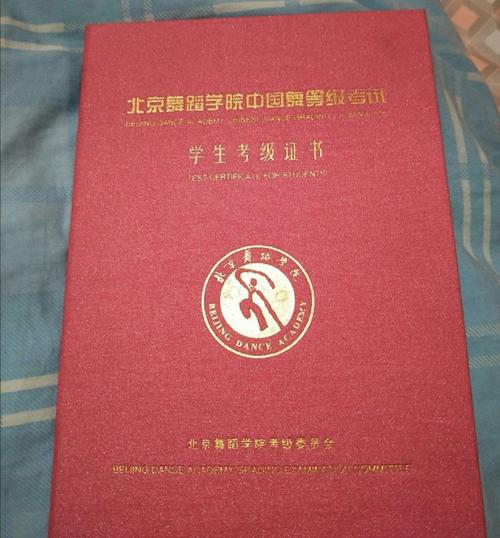 北京舞蹈学院中国舞等级考试
BEIJING DANCE ACADEMY CHINESE DANCE GRADING EXAMINATION
学生考级证书
TEST CERTIFICATE FOR STUDENTS
北京舞蹈学院
BEIJING DANCE ACADEMY
北京舞蹈学院考级委员会
BEIJING DANCE ACADEMY GRADING EXAMINATION COMMITTEE